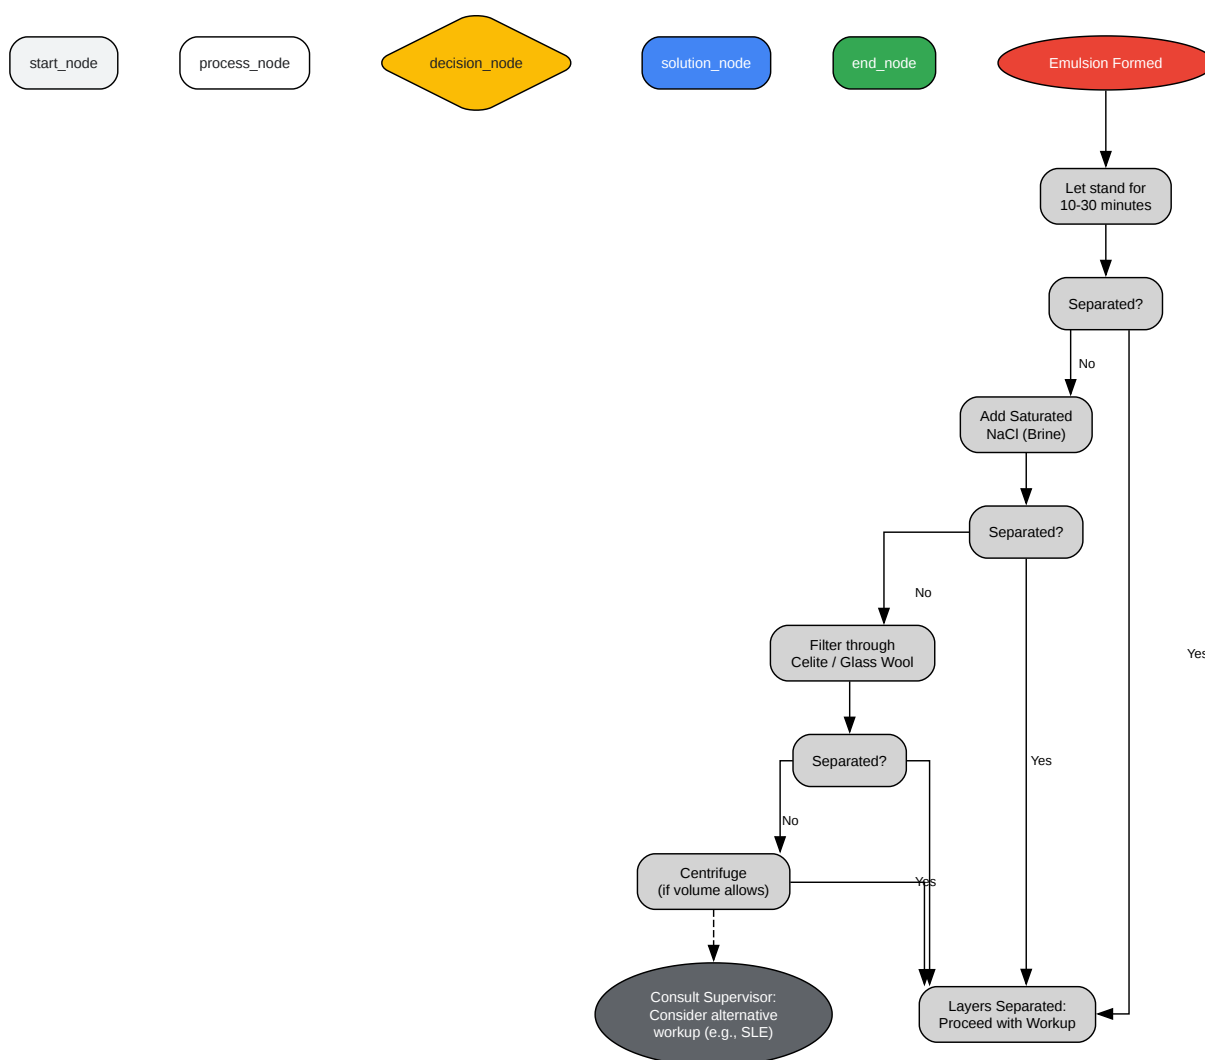 start_node
process_node
decision_node
solution_node
end_node
Emulsion Formed
Let stand for
10-30 minutes
Separated?
No
Add Saturated
NaCl (Brine)
Separated?
No
Filter through
Celite / Glass Wool
Yes
Separated?
Yes
No
Centrifuge
(if volume allows)
Yes
Consult Supervisor:
Consider alternative
workup (e.g., SLE)
Layers Separated:
Proceed with Workup